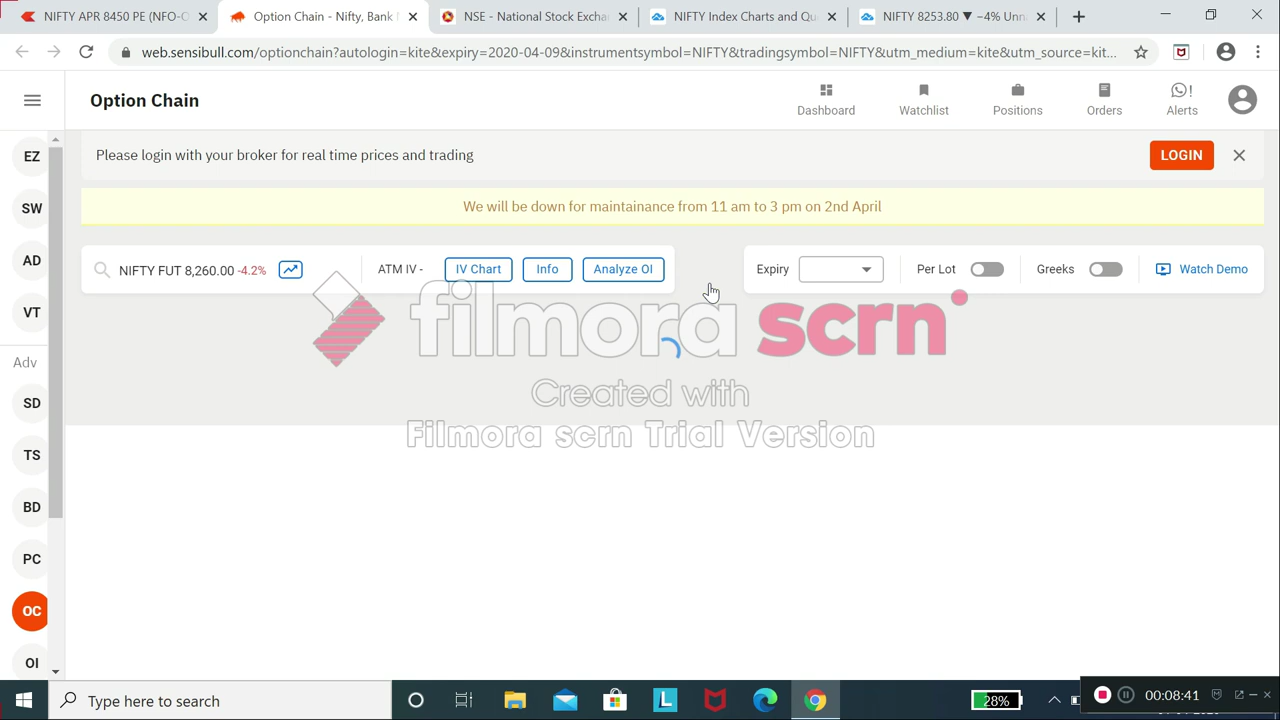 NIFTY APR 8450 PE (NFO-O
Option Chain - Nifty, Bank N
NSE - National Stock Exchan
NIFTY Index Charts and Quo
NIFTY 8253.80 ▼ −4% Unna
web.sensibull.com/optionchain?autologin=kite&expiry=2020-04-09&instrumentsymbol=NIFTY&tradingsymbol=NIFTY&utm_medium=kite&utm_source=kit...
Option Chain
Dashboard
Watchlist
Positions
Orders
Alerts
Please login with your broker for real time prices and trading
LOGIN
We will be down for maintainance from 11 am to 3 pm on 2nd April
NIFTY FUT 8,260.00 -4.2%
ATM IV -
IV Chart
Info
Analyze OI
Expiry
Per Lot
Greeks
Watch Demo
EZ
SW
AD
VT
Adv
SD
TS
BD
PC
OC
OI
filmora scrn
Created with
Filmora scrn Trial Version
Type here to search
28%
00:08:41